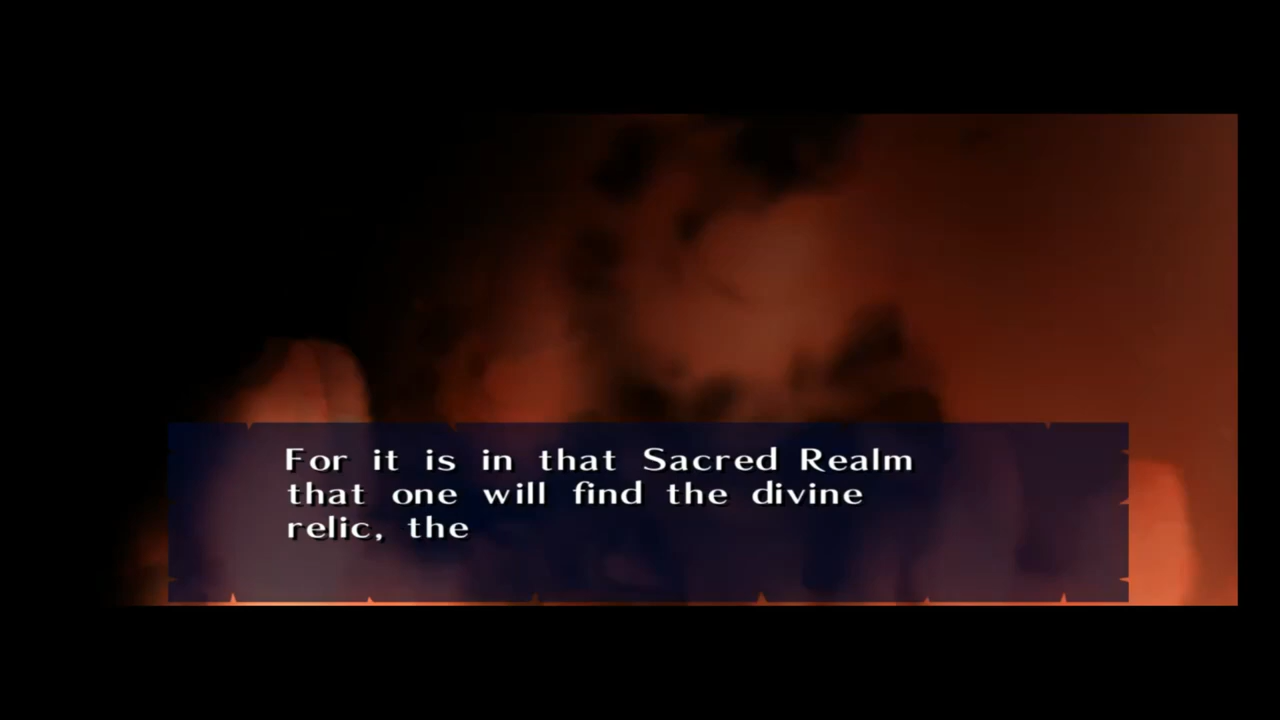 For it is in that Sacred Realm
that one will find the divine
relic, the